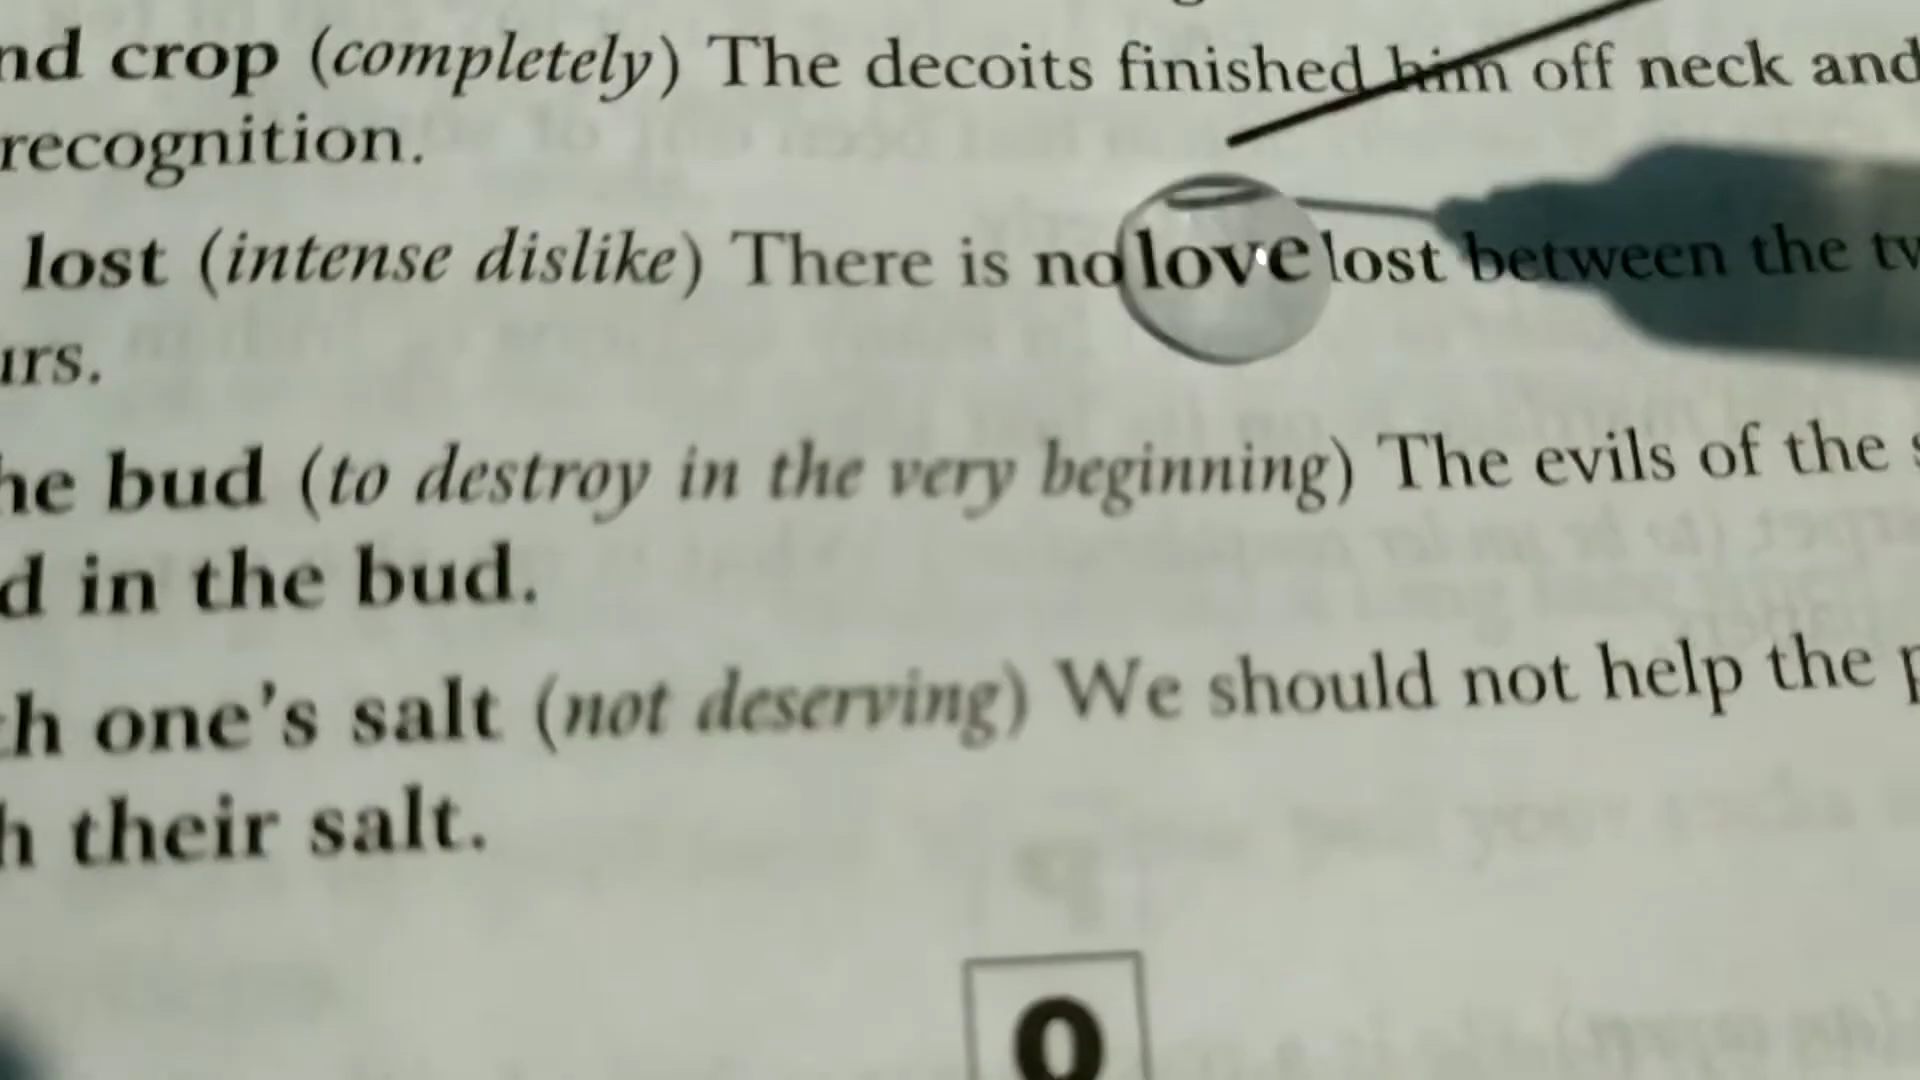 nd crop (completely) The decoits finished him off neck and
recognition.
lost (intense dislike) There is no love lost between the tw
urs.
he bud (to destroy in the very beginning) The evils of the s
d in the bud.
h one's salt (not deserving) We should not help the p
h their salt.
O